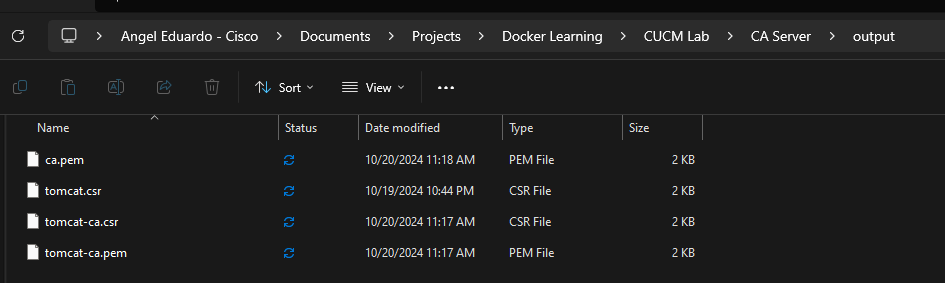 Angel Eduardo - Cisco > Documents > Projects > Docker Learning > CUCM Lab > CA Server > output
Sort View ...
Name Status Date modified Type Size
ca.pem 10/20/2024 11:18 AM PEM File 2 KB
tomcat.csr 10/19/2024 10:44 PM CSR File 2 KB
tomcat-ca.csr 10/20/2024 11:17 AM CSR File 2 KB
tomcat-ca.pem 10/20/2024 11:17 AM PEM File 2 KB